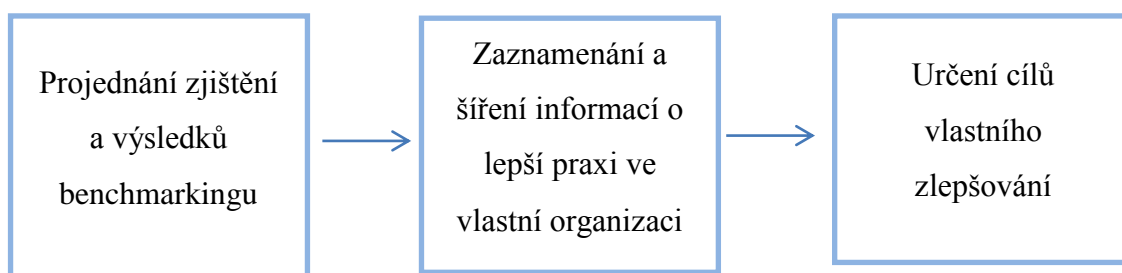 Projednání zjištění
a výsledků
benchmarkingu
Zaznamenání a
šíření informací o
lepší praxi ve
vlastní organizaci
Určení cílů
vlastního
zlepšování